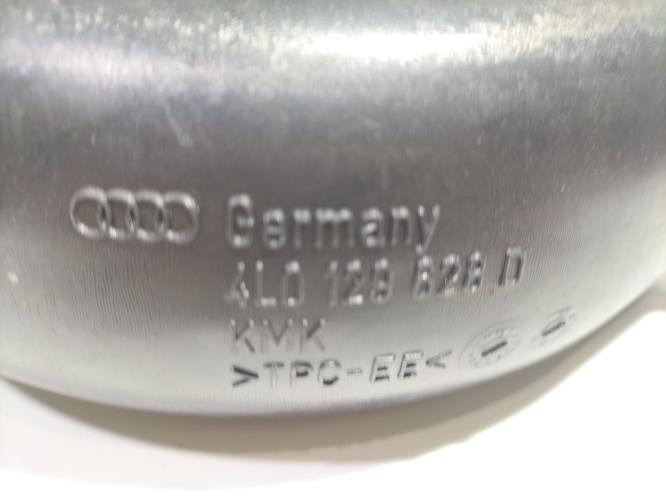 Germany
4L0 129 628 D
KMK
>TPC-EE<